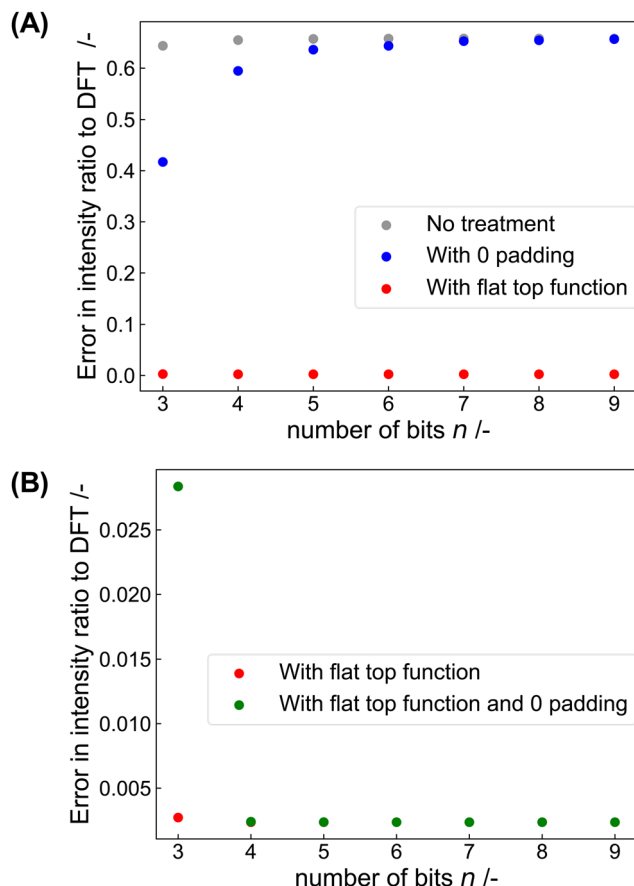 (A)
Error in intensity ratio to DFT /-
0.6
0.5
0.4
0.3
0.2
0.1
0.0
No treatment
With 0 padding
With flat top function
3 4 5 6 7 8 9
number of bits n /-
(B)
Error in intensity ratio to DFT /-
0.025
0.020
0.015
0.010
0.005
With flat top function
With flat top function and 0 padding
3 4 5 6 7 8 9
number of bits n /-